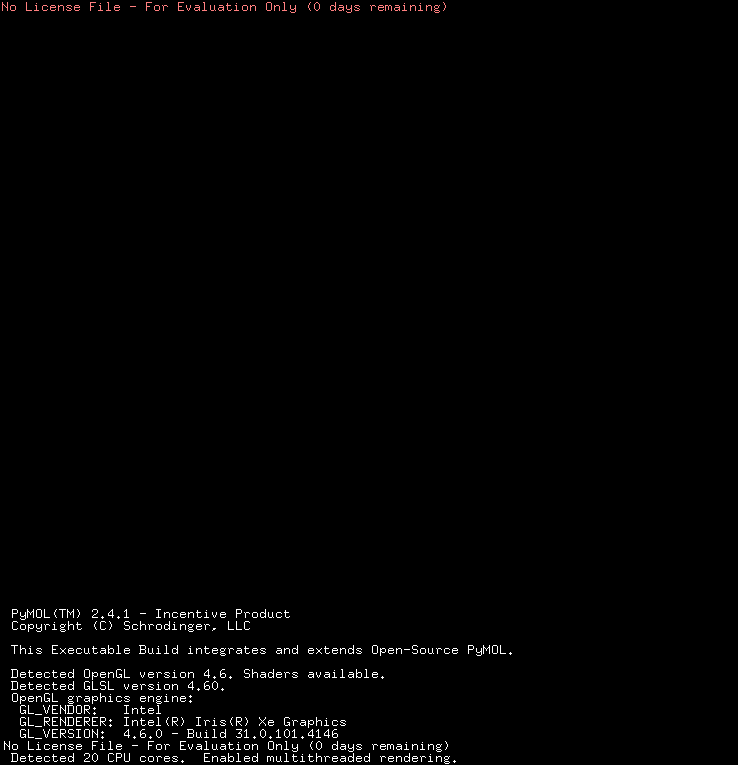 No License File - For Evaluation Only (0 days remaining)
PyMOL(TM) 2.4.1 - Incentive Product
Copyright (C) Schrodinger, LLC
This Executable Build integrates and extends Open-Source PyMOL.
Detected OpenGL version 4.6. Shaders available.
Detected GLSL version 4.60.
OpenGL graphics engine:
GL_VENDOR:   Intel
GL_RENDERER: Intel(R) Iris(R) Xe Graphics
GL_VERSION:  4.6.0 - Build 31.0.101.4146
No License File - For Evaluation Only (0 days remaining)
Detected 20 CPU cores.  Enabled multithreaded rendering.